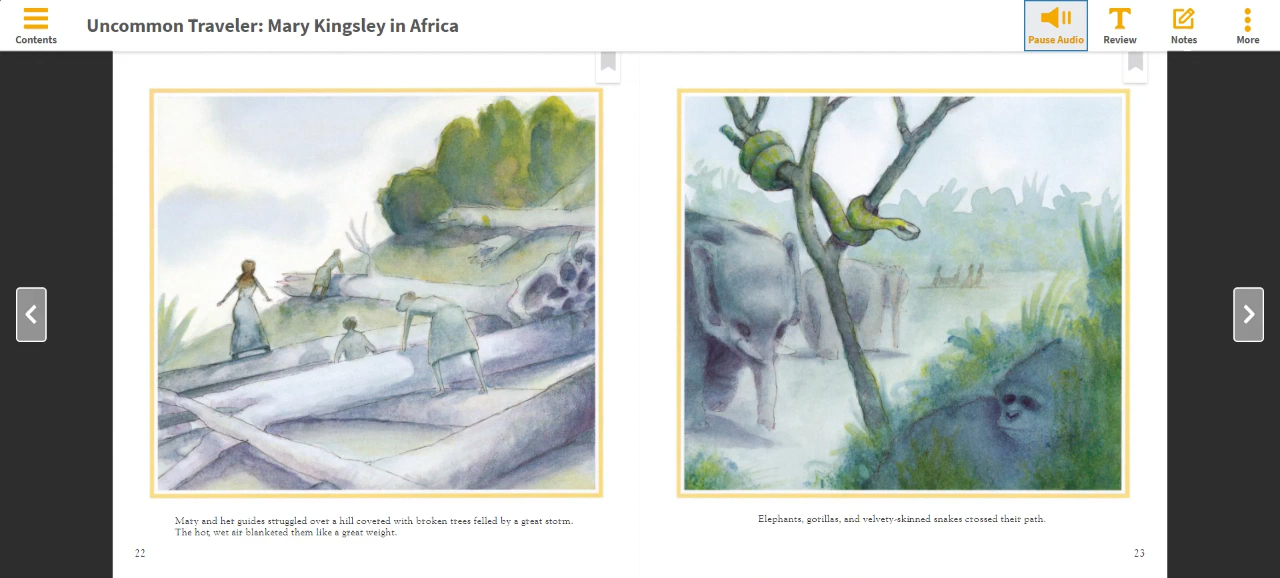 Contents
Uncommon Traveler: Mary Kingsley in Africa
Pause Audio
Review
Notes
More
Mary and her guides struggled over a hill covered with broken trees felled by a great storm.
The hot, wet air blanketed them like a great weight.
22
Elephants, gorillas, and velvety-skinned snakes crossed their path.
23